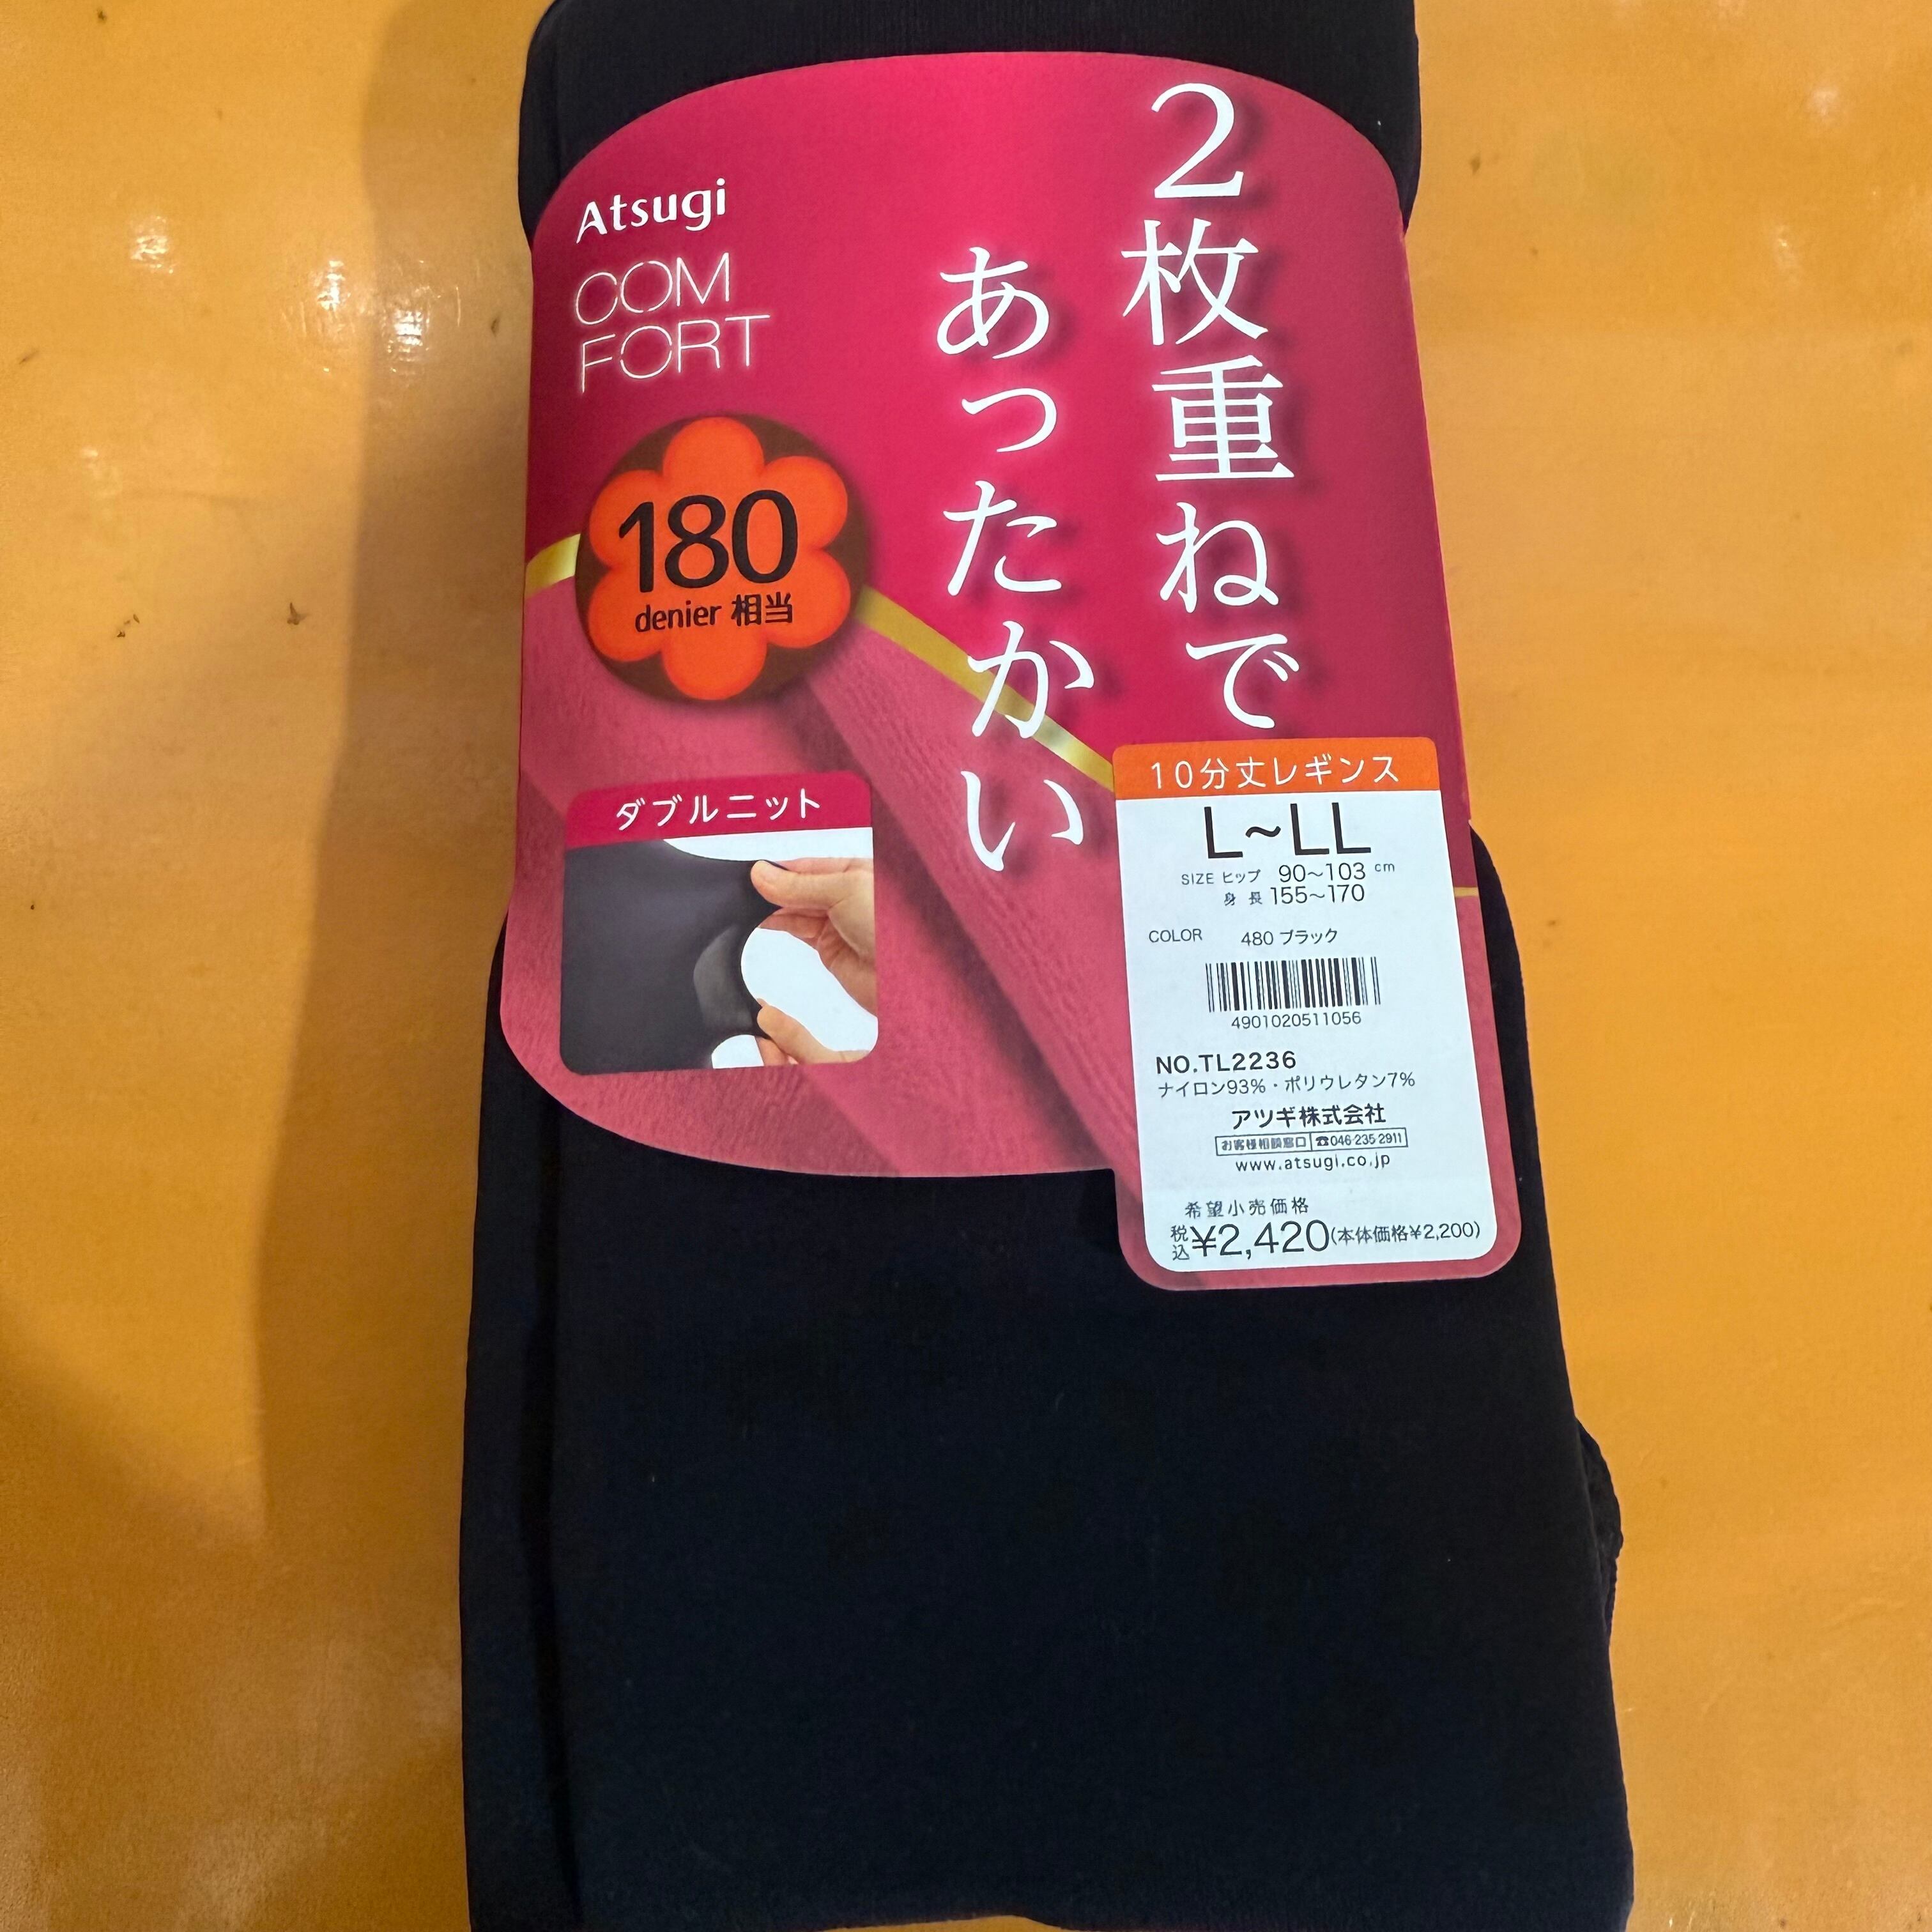 2枚重ねで
あったかい
Atsugi
COM
FORT
180
denier 相当
ダブルニット
10分丈レギンス
L~LL
SIZE ヒップ 90~103 cm
身長 155~170
COLOR 480 ブラック
4901020511056
NO.TL2236
ナイロン93%・ポリウレタン7%
アツギ株式会社
お客様相談窓口 ☎046-235-2911
www.atsugi.co.jp
希望小売価格
税込¥2,420(本体価格¥2,200)